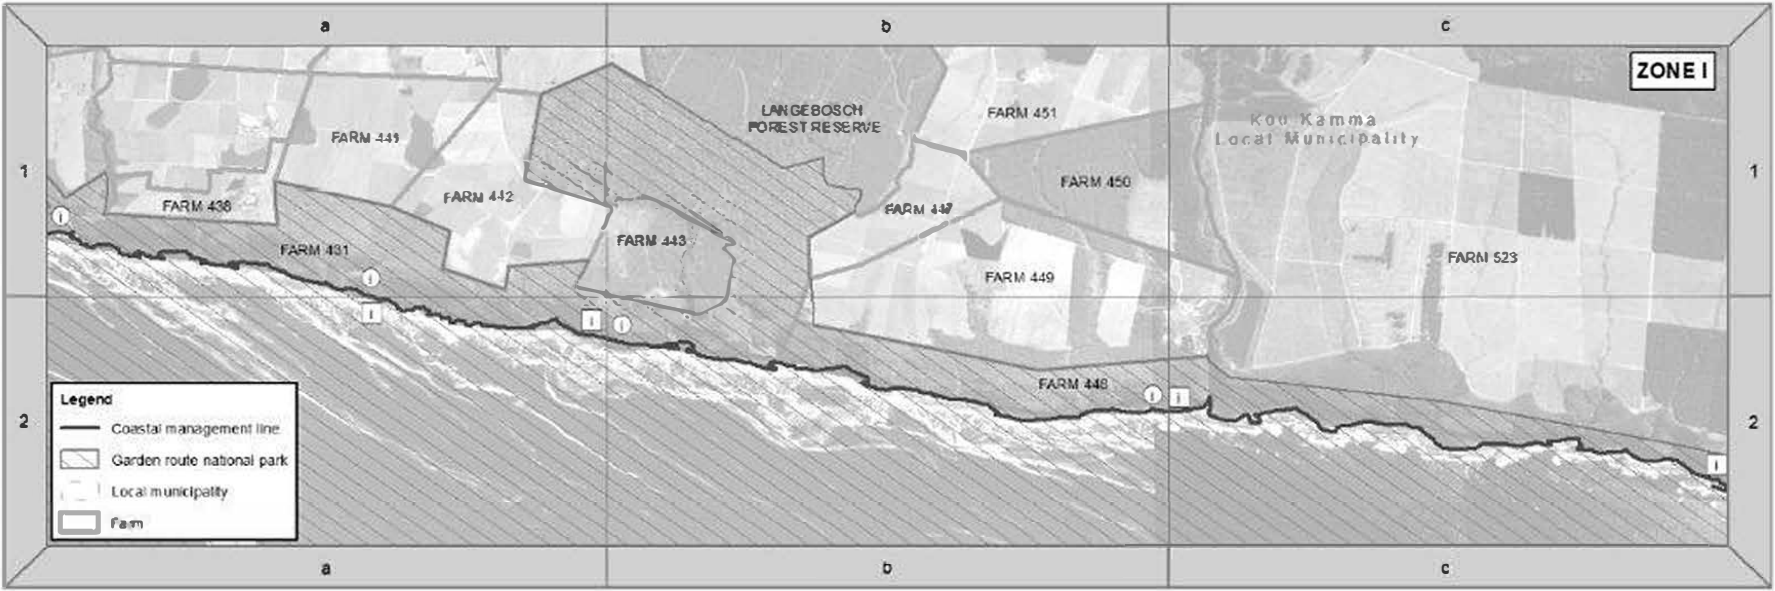 a b c
ZONE I
1 1
LANGEBOSCH
FOREST RESERVE
FARM 451
Kou Kamma
Local Municipality
FARM 441
FARM 450
FARM 442
FARM 438
FARM 447
i
FARM 443
FARM 431
FARM 523
i
FARM 449
i
i i
FARM 448
i i
Legend
Coastal management line
Garden route national park
Local municipality
Farm
2 2
i
a b c